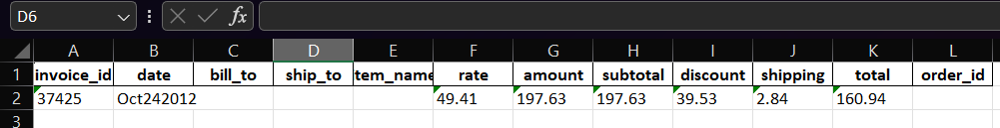 D6 fx
A B C D E F G H I J K L
1 invoice_id date bill_to ship_to tem_name rate amount subtotal discount shipping total order_id
2 37425 Oct242012 49.41 197.63 197.63 39.53 2.84 160.94
3